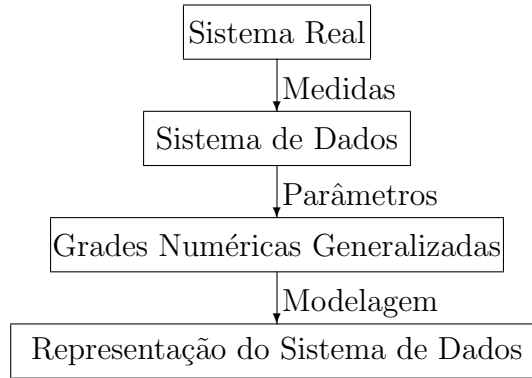 Sistema Real
Medidas
Sistema de Dados
Parâmetros
Grades Numéricas Generalizadas
Modelagem
Representação do Sistema de Dados